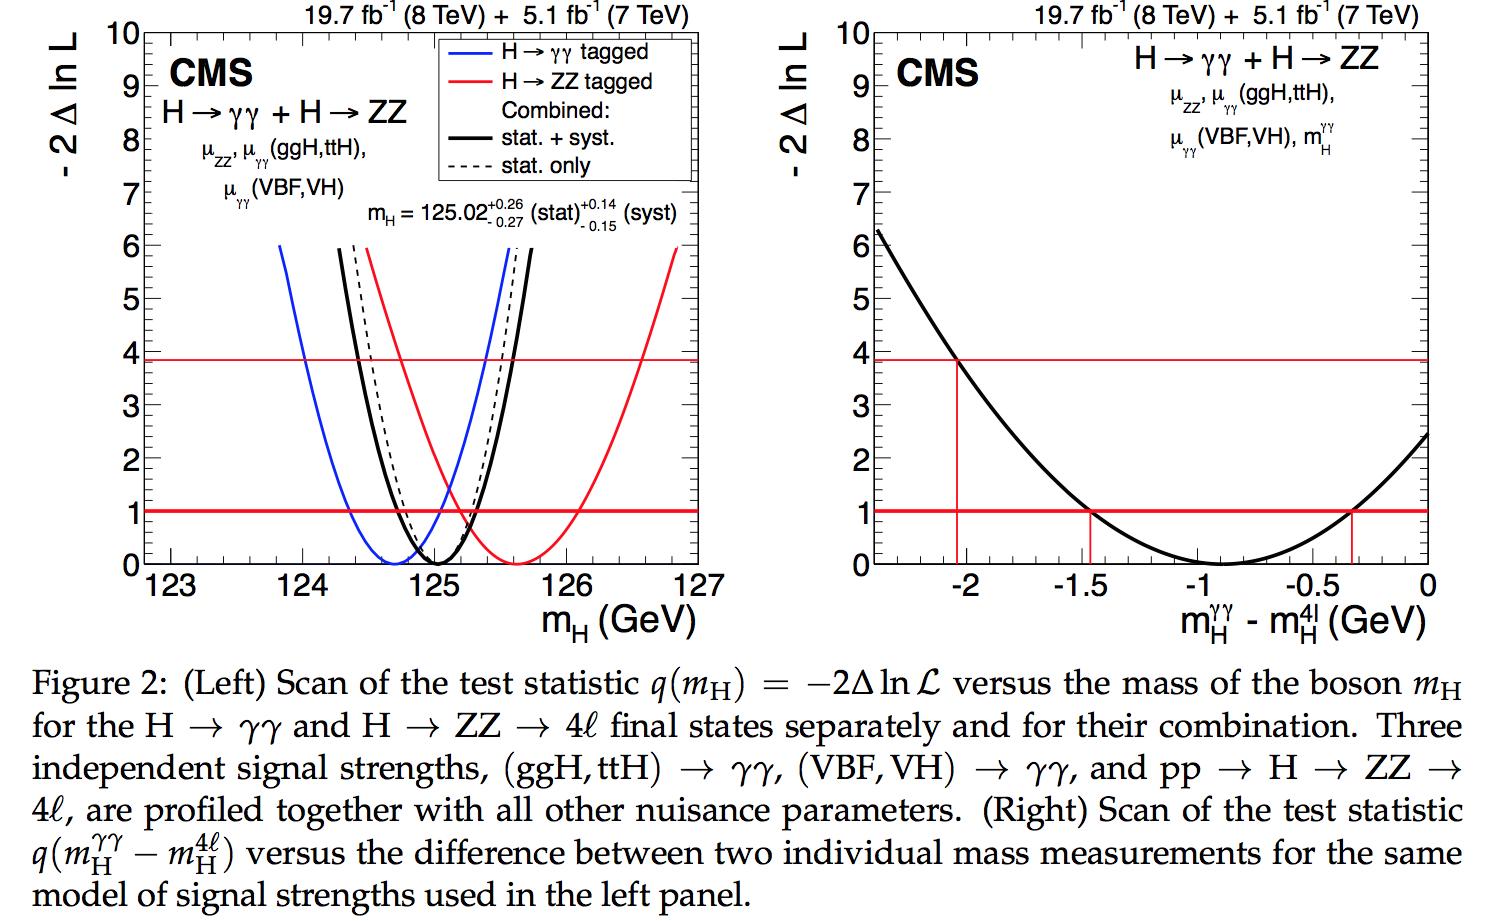 19.7 fb⁻¹ (8 TeV) + 5.1 fb⁻¹ (7 TeV)
- 2 Δ ln L
10
9
8
7
6
5
4
3
2
1
0
CMS
H → γγ + H → ZZ
μ_ZZ, μ_γγ(ggH,ttH),
μ_γγ(VBF,VH)
H → γγ tagged
H → ZZ tagged
Combined:
stat. + syst.
stat. only
m_H = 125.02 +0.26 - 0.27 (stat) +0.14 - 0.15 (syst)
123 124 125 126 127
m_H (GeV)
19.7 fb⁻¹ (8 TeV) + 5.1 fb⁻¹ (7 TeV)
- 2 Δ ln L
10
9
8
7
6
5
4
3
2
1
0
CMS
H → γγ + H → ZZ
μ_ZZ, μ_γγ(ggH,ttH),
μ_γγ(VBF,VH), m_H^γγ
-2 -1.5 -1 -0.5 0
m_H^γγ - m_H^4l (GeV)
Figure 2: (Left) Scan of the test statistic q(m_H) = −2Δ ln ℒ versus the mass of the boson m_H
for the H → γγ and H → ZZ → 4ℓ final states separately and for their combination. Three
independent signal strengths, (ggH, ttH) → γγ, (VBF, VH) → γγ, and pp → H → ZZ →
4ℓ, are profiled together with all other nuisance parameters. (Right) Scan of the test statistic
q(m_H^γγ − m_H^4ℓ) versus the difference between two individual mass measurements for the same
model of signal strengths used in the left panel.